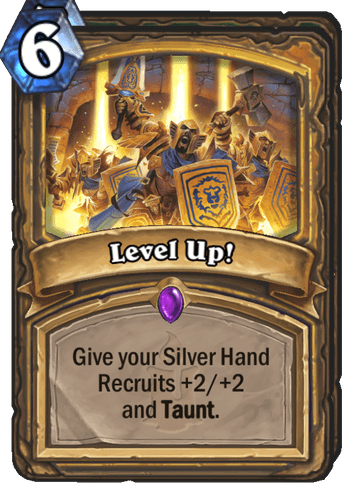 6
Level Up!
Give your Silver Hand
Recruits +2/+2
and Taunt.